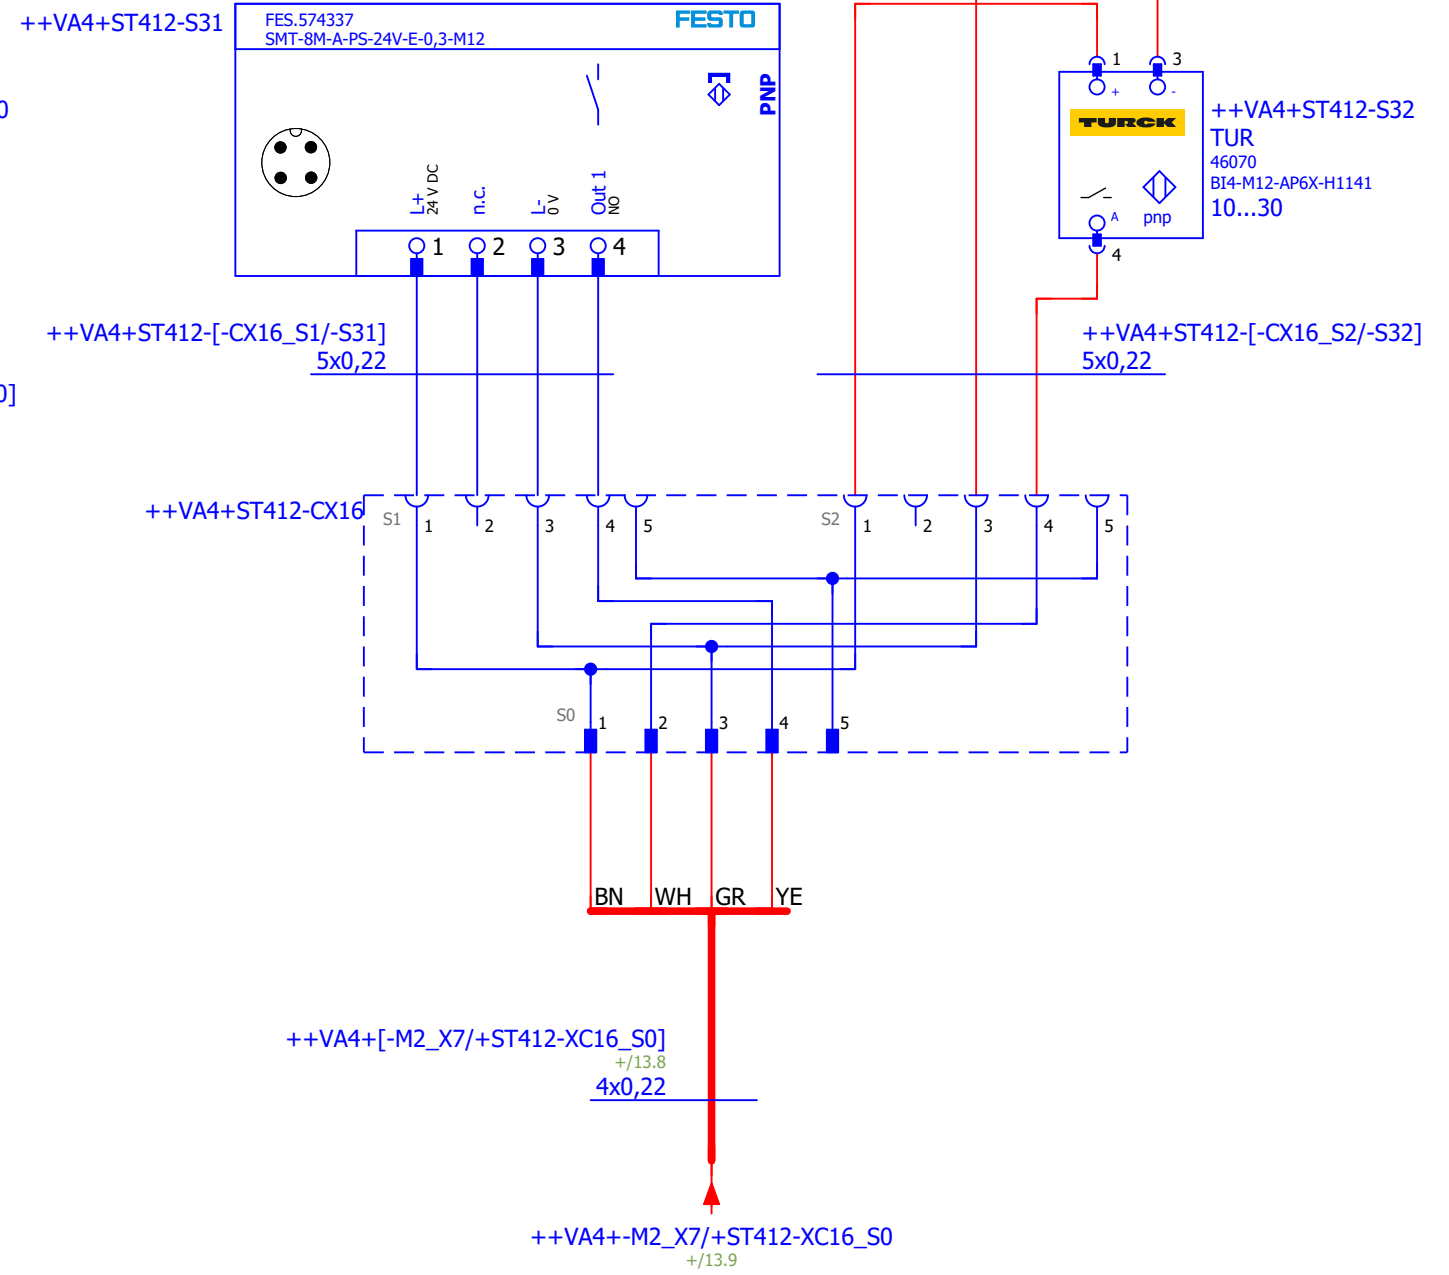 ++VA4+ST412-S31
FES.574337
SMT-8M-A-PS-24V-E-0,3-M12
FESTO
PNP
L+
24 V DC
n.c.
L-
0 V
Out 1
NO
1 2 3 4
1 3
+ -
TURCK
A
pnp
4
++VA4+ST412-S32
TUR
46070
BI4-M12-AP6X-H1141
10...30
0
++VA4+ST412-[-CX16_S1/-S31]
5x0,22
++VA4+ST412-[-CX16_S2/-S32]
5x0,22
0]
++VA4+ST412-CX16
S1 1 2 3 4 5 S2 1 2 3 4 5
S0 1 2 3 4 5
BN WH GR YE
++VA4+[-M2_X7/+ST412-XC16_S0]
+/13.8
4x0,22
++VA4+-M2_X7/+ST412-XC16_S0
+/13.9